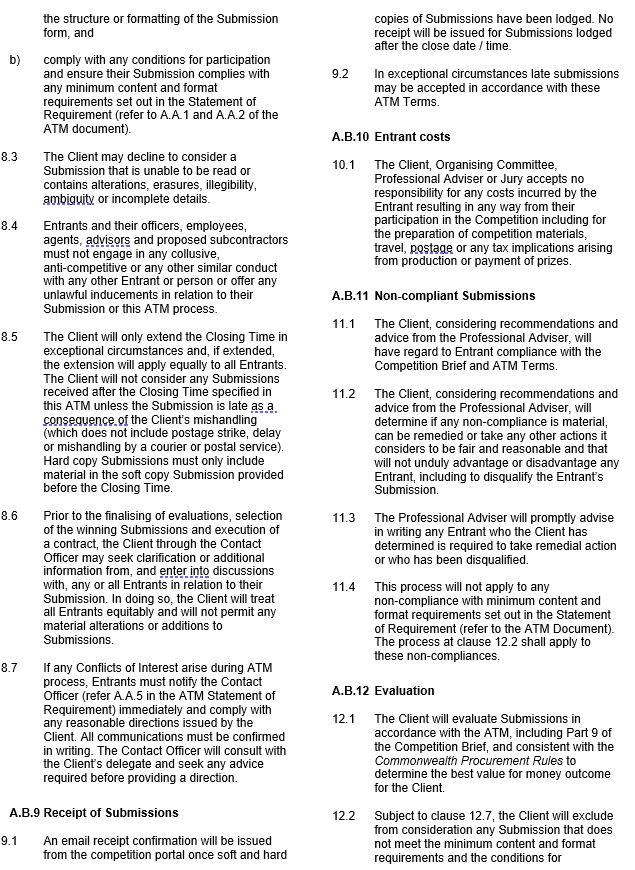 the structure or formatting of the Submission
form, and
b) comply with any conditions for participation
and ensure their Submission complies with
any minimum content and format
requirements set out in the Statement of
Requirement (refer to A.A.1 and A.A.2 of the
ATM document).
8.3 The Client may decline to consider a
Submission that is unable to be read or
contains alterations, erasures, illegibility,
ambiguity or incomplete details.
8.4 Entrants and their officers, employees,
agents, advisors and proposed subcontractors
must not engage in any collusive,
anti-competitive or any other similar conduct
with any other Entrant or person or offer any
unlawful inducements in relation to their
Submission or this ATM process.
8.5 The Client will only extend the Closing Time in
exceptional circumstances and, if extended,
the extension will apply equally to all Entrants.
The Client will not consider any Submissions
received after the Closing Time specified in
this ATM unless the Submission is late as a
consequence of the Client's mishandling
(which does not include postage strike, delay
or mishandling by a courier or postal service).
Hard copy Submissions must only include
material in the soft copy Submission provided
before the Closing Time.
8.6 Prior to the finalising of evaluations, selection
of the winning Submissions and execution of
a contract, the Client through the Contact
Officer may seek clarification or additional
information from, and enter into discussions
with, any or all Entrants in relation to their
Submission. In doing so, the Client will treat
all Entrants equitably and will not permit any
material alterations or additions to
Submissions.
8.7 If any Conflicts of Interest arise during ATM
process, Entrants must notify the Contact
Officer (refer A.A.5 in the ATM Statement of
Requirement) immediately and comply with
any reasonable directions issued by the
Client. All communications must be confirmed
in writing. The Contact Officer will consult with
the Client's delegate and seek any advice
required before providing a direction.
A.B.9 Receipt of Submissions
9.1 An email receipt confirmation will be issued
from the competition portal once soft and hard
copies of Submissions have been lodged. No
receipt will be issued for Submissions lodged
after the close date / time.
9.2 In exceptional circumstances late submissions
may be accepted in accordance with these
ATM Terms.
A.B.10 Entrant costs
10.1 The Client, Organising Committee,
Professional Adviser or Jury accepts no
responsibility for any costs incurred by the
Entrant resulting in any way from their
participation in the Competition including for
the preparation of competition materials,
travel, postage or any tax implications arising
from production or payment of prizes.
A.B.11 Non-compliant Submissions
11.1 The Client, considering recommendations and
advice from the Professional Adviser, will
have regard to Entrant compliance with the
Competition Brief and ATM Terms.
11.2 The Client, considering recommendations and
advice from the Professional Adviser, will
determine if any non-compliance is material,
can be remedied or take any other actions it
considers to be fair and reasonable and that
will not unduly advantage or disadvantage any
Entrant, including to disqualify the Entrant's
Submission.
11.3 The Professional Adviser will promptly advise
in writing any Entrant who the Client has
determined is required to take remedial action
or who has been disqualified.
11.4 This process will not apply to any
non-compliance with minimum content and
format requirements set out in the Statement
of Requirement (refer to the ATM Document).
The process at clause 12.2 shall apply to
these non-compliances.
A.B.12 Evaluation
12.1 The Client will evaluate Submissions in
accordance with the ATM, including Part 9 of
the Competition Brief, and consistent with the
Commonwealth Procurement Rules to
determine the best value for money outcome
for the Client.
12.2 Subject to clause 12.7, the Client will exclude
from consideration any Submission that does
not meet the minimum content and format
requirements and the conditions for